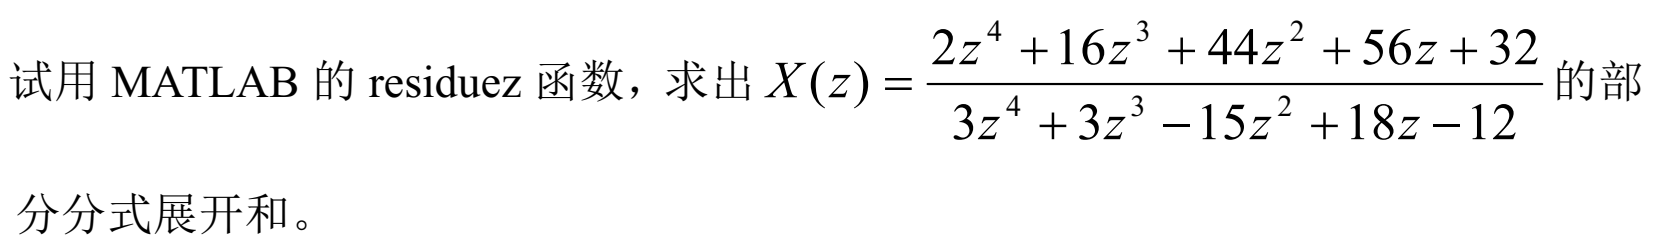 试用 MATLAB 的 residuez 函数，求出 $X(z)=\frac{2z^4+16z^3+44z^2+56z+32}{3z^4+3z^3-15z^2+18z-12}$ 的部
分分式展开和。